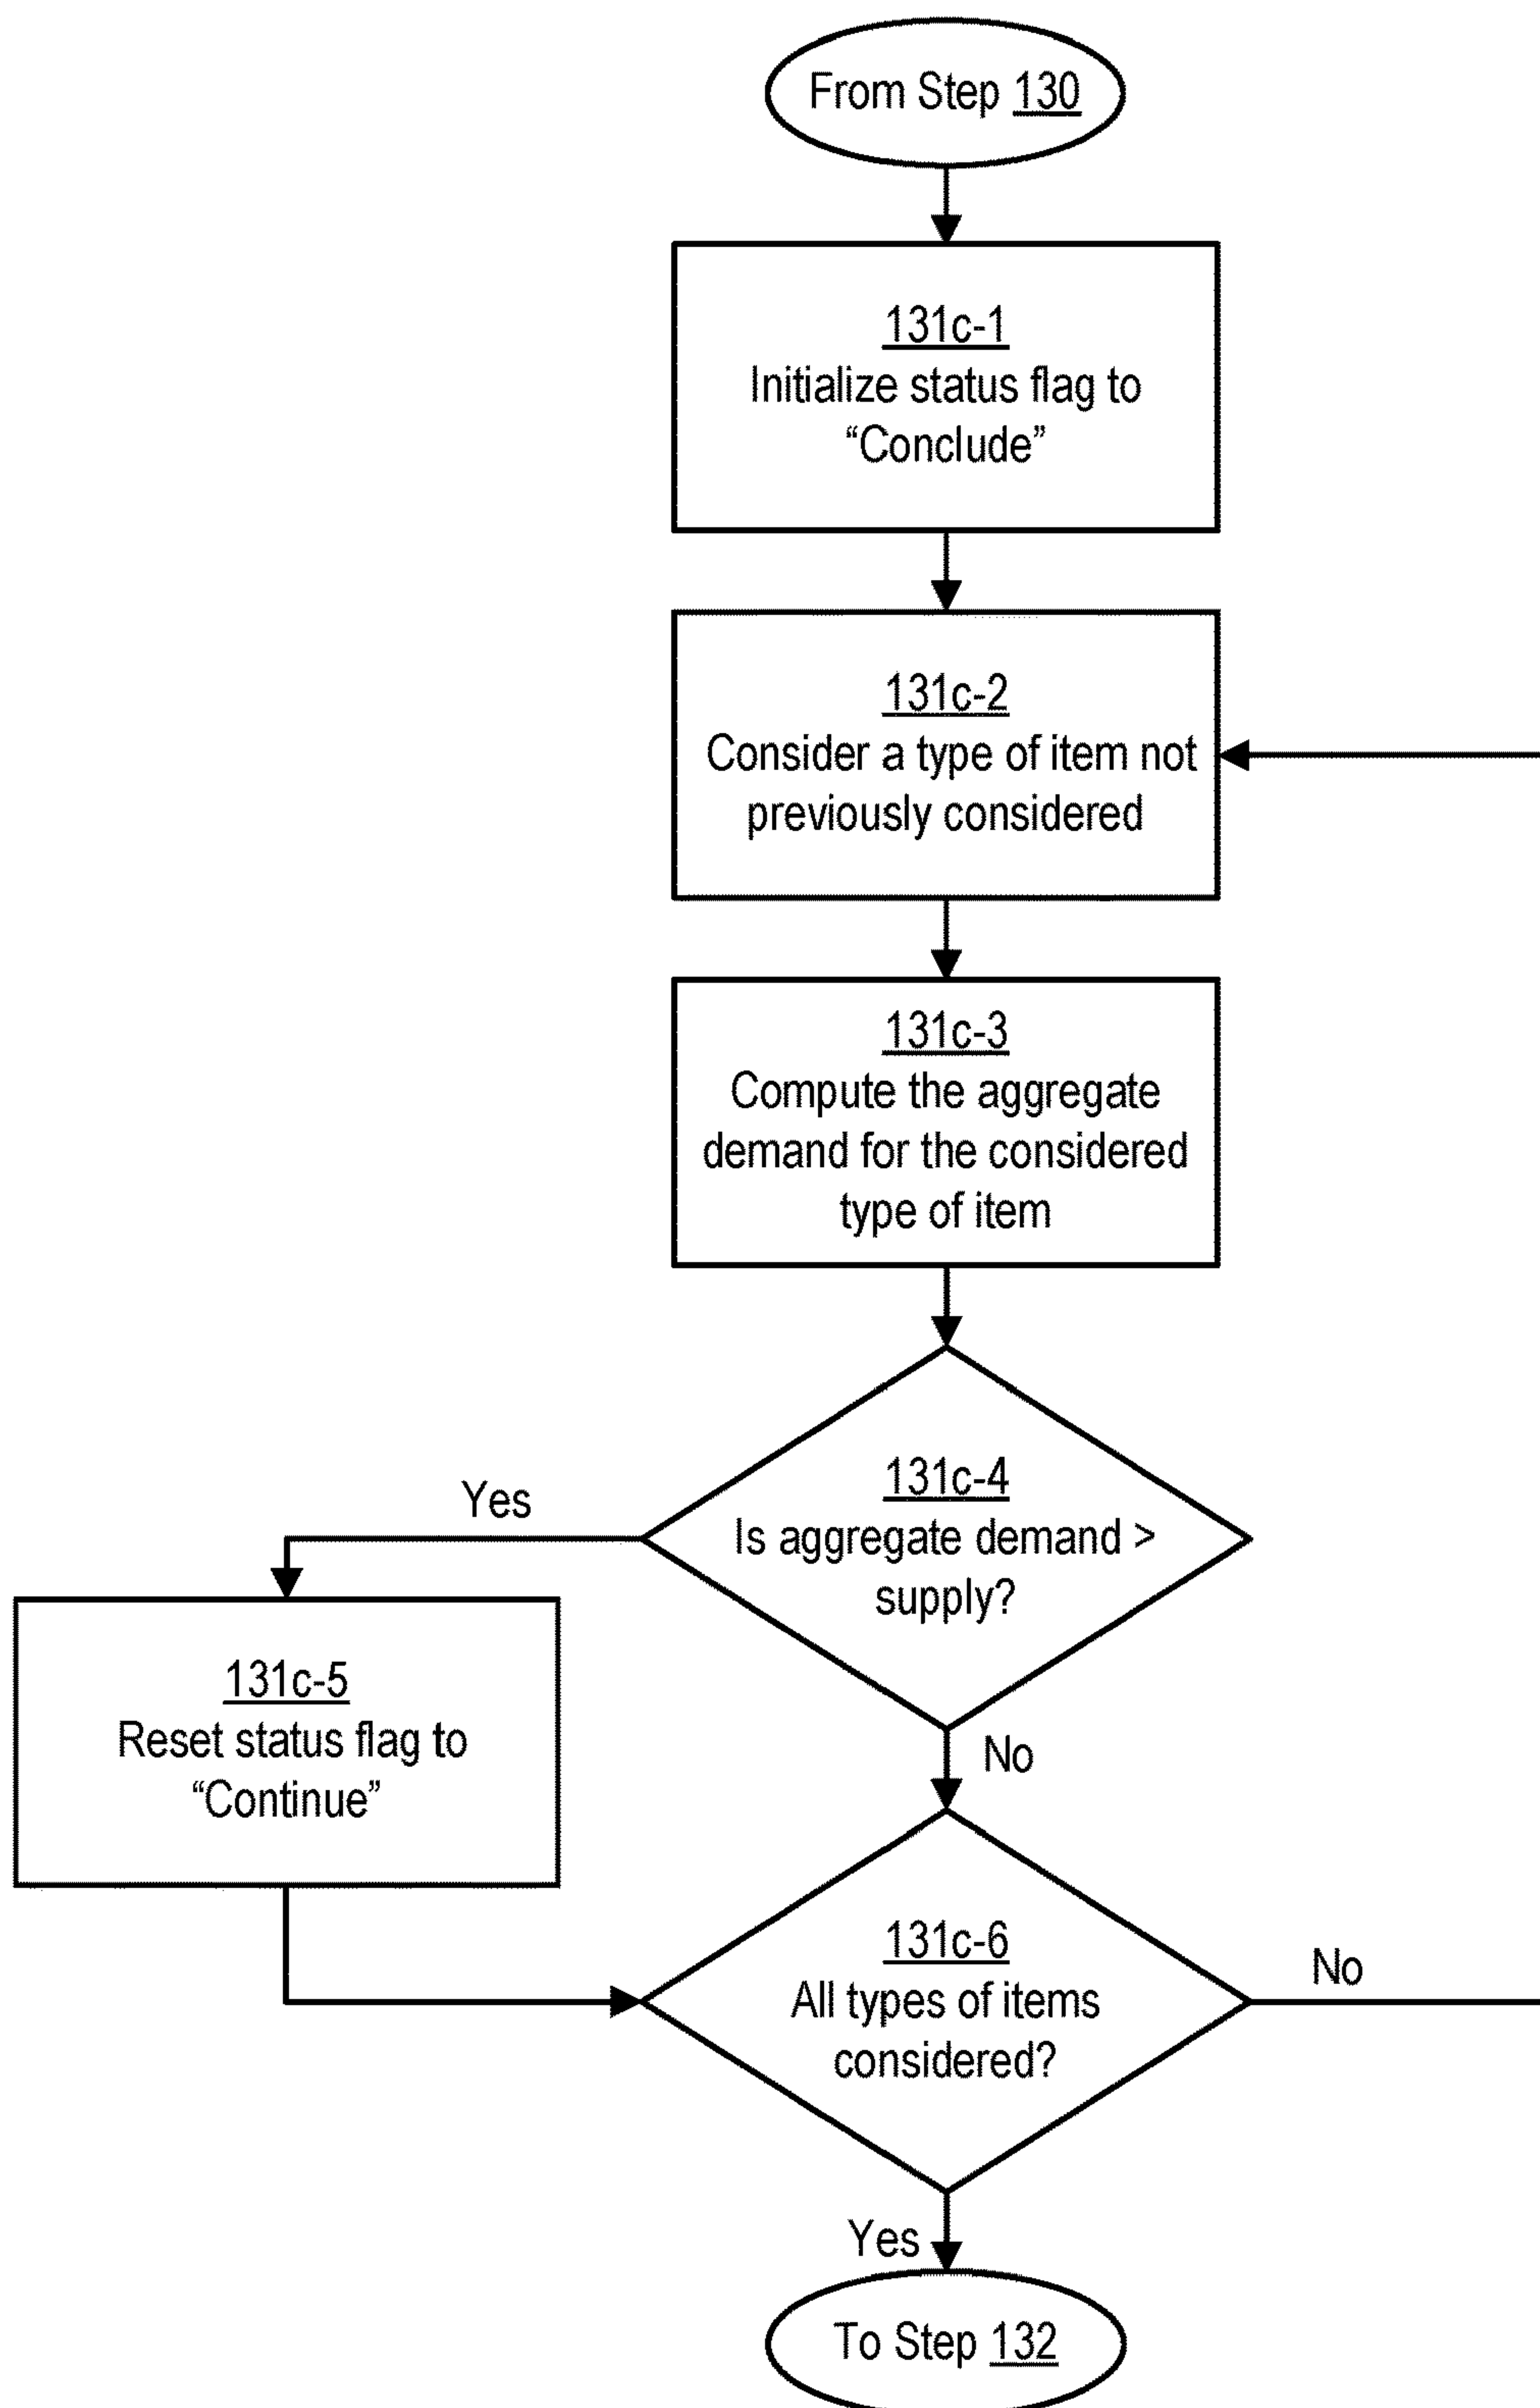 From Step 130
131c-1
Initialize status flag to
“Conclude”
131c-2
Consider a type of item not
previously considered
131c-3
Compute the aggregate
demand for the considered
type of item
131c-4
Is aggregate demand >
supply?
Yes
No
131c-5
Reset status flag to
“Continue”
131c-6
All types of items
considered?
No
Yes
To Step 132